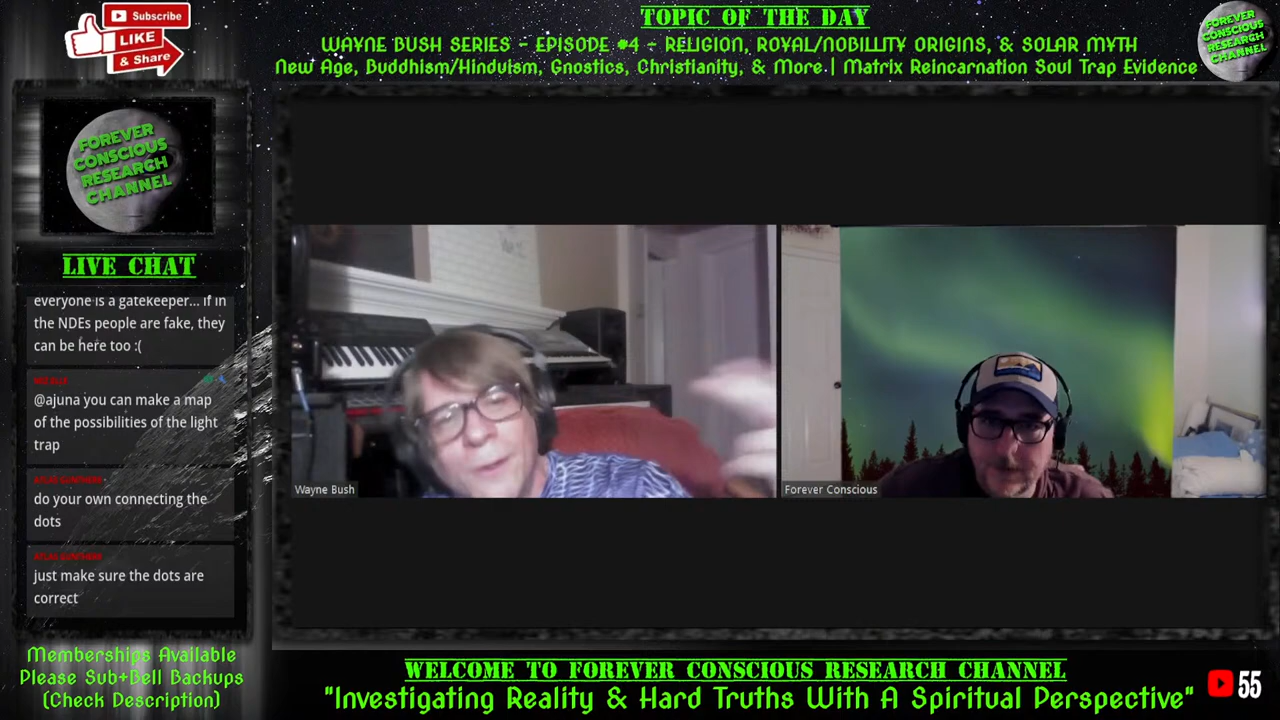 Subscribe
LIKE
& Share
TOPIC OF THE DAY
WAYNE BUSH SERIES - EPISODE #4 - RELIGION, ROYAL/NOBILLITY ORIGINS, & SOLAR MYTH
New Age, Buddhism/Hinduism, Gnostics, Christianity, & More | Matrix Reincarnation Soul Trap Evidence
FOREVER
CONSCIOUS
RESEARCH
CHANNEL
FOREVER
CONSCIOUS
RESEARCH
CHANNEL
LIVE CHAT
everyone is a gatekeeper... if in
the NDEs people are fake, they
can be here too :(
@ajuna you can make a map
of the possibilities of the light
trap
do your own connecting the
dots
just make sure the dots are
correct
Wayne Bush
Forever Conscious
Memberships Available
Please Sub+Bell Backups
(Check Description)
WELCOME TO FOREVER CONSCIOUS RESEARCH CHANNEL
"Investigating Reality & Hard Truths With A Spiritual Perspective"
55